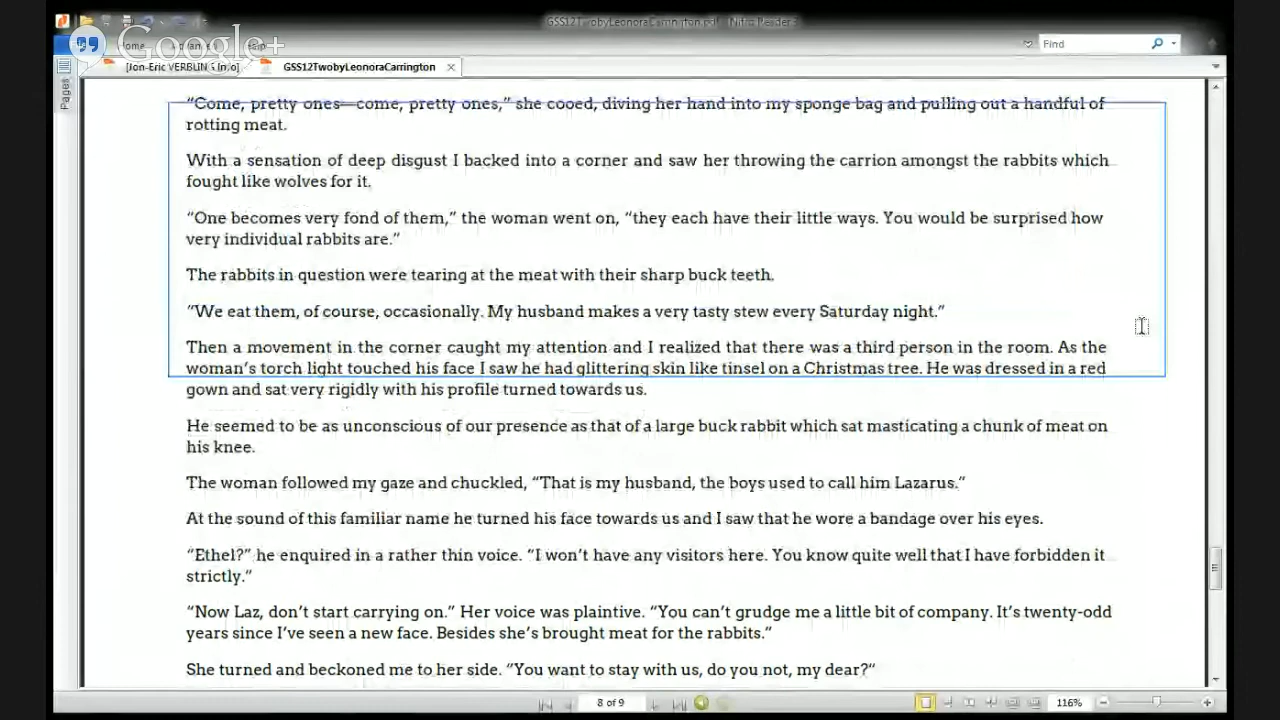 GSS12TwobyLeonoraCarrington.pdf - Nitro Reader 3
Google+
Home
Help
Find
[Jon-Eric VERBLIN
Info]
GSS12TwobyLeonoraCarrington
Pages
“Come, pretty ones—come, pretty ones,” she cooed, diving her hand into my sponge bag and pulling out a handful of
rotting meat.
With a sensation of deep disgust I backed into a corner and saw her throwing the carrion amongst the rabbits which
fought like wolves for it.
“One becomes very fond of them,” the woman went on, “they each have their little ways. You would be surprised how
very individual rabbits are.”
The rabbits in question were tearing at the meat with their sharp buck teeth.
“We eat them, of course, occasionally. My husband makes a very tasty stew every Saturday night.”
Then a movement in the corner caught my attention and I realized that there was a third person in the room. As the
woman’s torch light touched his face I saw he had glittering skin like tinsel on a Christmas tree. He was dressed in a red
gown and sat very rigidly with his profile turned towards us.
He seemed to be as unconscious of our presence as that of a large buck rabbit which sat masticating a chunk of meat on
his knee.
The woman followed my gaze and chuckled, “That is my husband, the boys used to call him Lazarus.”
At the sound of this familiar name he turned his face towards us and I saw that he wore a bandage over his eyes.
“Ethel?” he enquired in a rather thin voice. “I won’t have any visitors here. You know quite well that I have forbidden it
strictly.”
“Now Laz, don’t start carrying on.” Her voice was plaintive. “You can’t grudge me a little bit of company. It’s twenty-odd
years since I’ve seen a new face. Besides she’s brought meat for the rabbits.”
She turned and beckoned me to her side. “You want to stay with us, do you not, my dear?“
8 of 9
116%